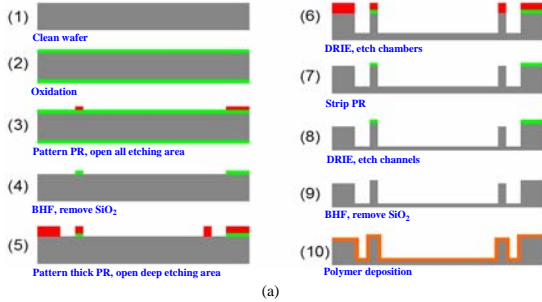 (1)
Clean wafer
(2)
Oxidation
(3)
Pattern PR, open all etching area
(4)
BHF, remove SiO2
(5)
Pattern thick PR, open deep etching area
(6)
DRIE, etch chambers
(7)
Strip PR
(8)
DRIE, etch channels
(9)
BHF, remove SiO2
(10)
Polymer deposition
(a)